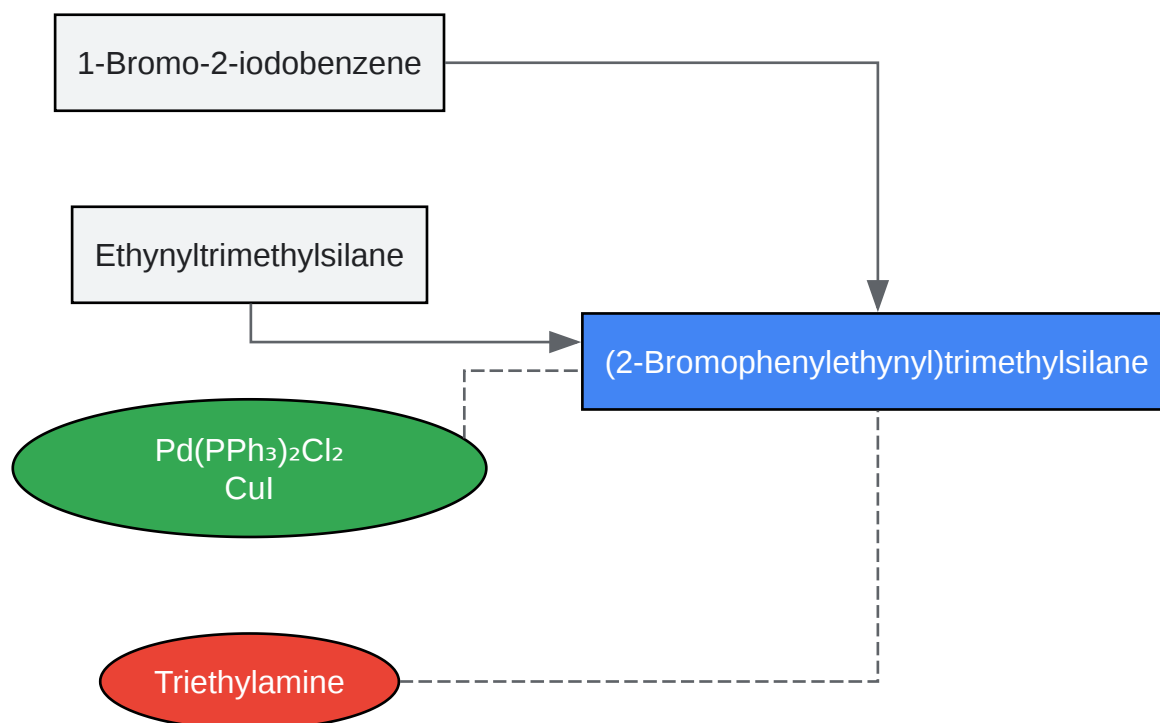 1-Bromo-2-iodobenzene
Ethynyltrimethylsilane
(2-Bromophenylethynyl)trimethylsilane
Pd(PPh₃)₂Cl₂
CuI
Triethylamine